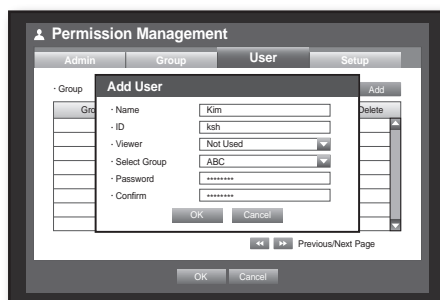 Permission Management
Admin Group User Setup
· Group Add
Add User
Gro Delete
· Name Kim
· ID ksh
· Viewer Not Used
· Select Group ABC
· Password ********
· Confirm ********
OK Cancel
Previous/Next Page
OK Cancel